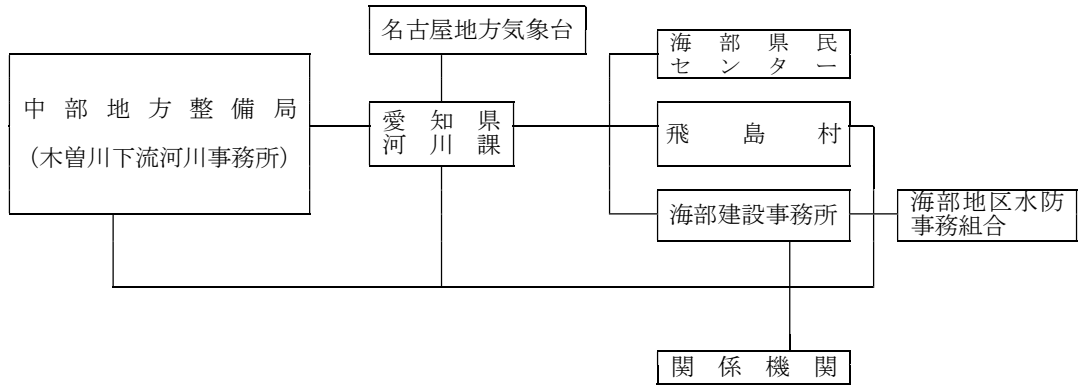 名古屋地方気象台
海部県民
センター
中部地方整備局
（木曽川下流河川事務所）
愛知県
河川課
飛島村
海部建設事務所
海部地区水防
事務組合
関係機関